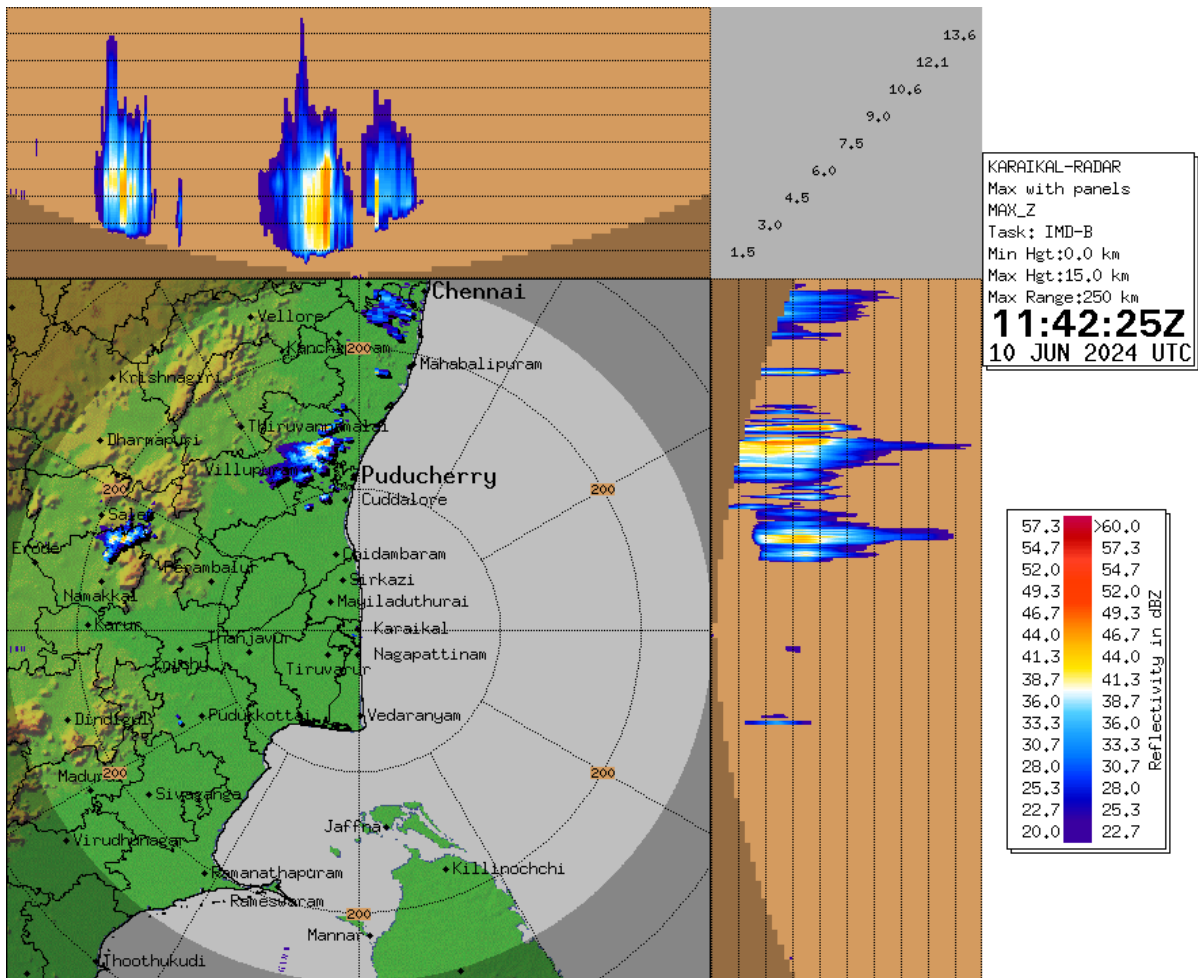 13.6
12.1
10.6
9.0
7.5
6.0
4.5
3.0
1.5
KARAIKAL-RADAR
Max with panels
MAX_Z
Task: IMD-B
Min Hgt:0.0 km
Max Hgt:15.0 km
Max Range:250 km
11:42:25Z
10 JUN 2024 UTC
Chennai
Vellore
200
Mahabalipuram
Krishnagiri
Thiruvannamalai
Dharmapuri
Villupuram
Puducherry
200
200
Cuddalore
Salem
Erode
Chidambaram
Perambalur
Sirkazi
Namakkal
Mayiladuthurai
Karur
Karaikal
Thanjavur
Nagapattinam
Tiruvarur
Dindigul
Pudukkottai
Vedaranyam
200
200
Sivaganga
Jaffna
Virudhunagar
Killinochchi
Ramanathapuram
Rameswaram
200
Mannar
Thoothukudi
57.3 >60.0
54.7 57.3
52.0 54.7
49.3 52.0
46.7 49.3
44.0 46.7
41.3 44.0
38.7 41.3
36.0 38.7
33.3 36.0
30.7 33.3
28.0 30.7
25.3 28.0
22.7 25.3
20.0 22.7
Reflectivity in dBZ